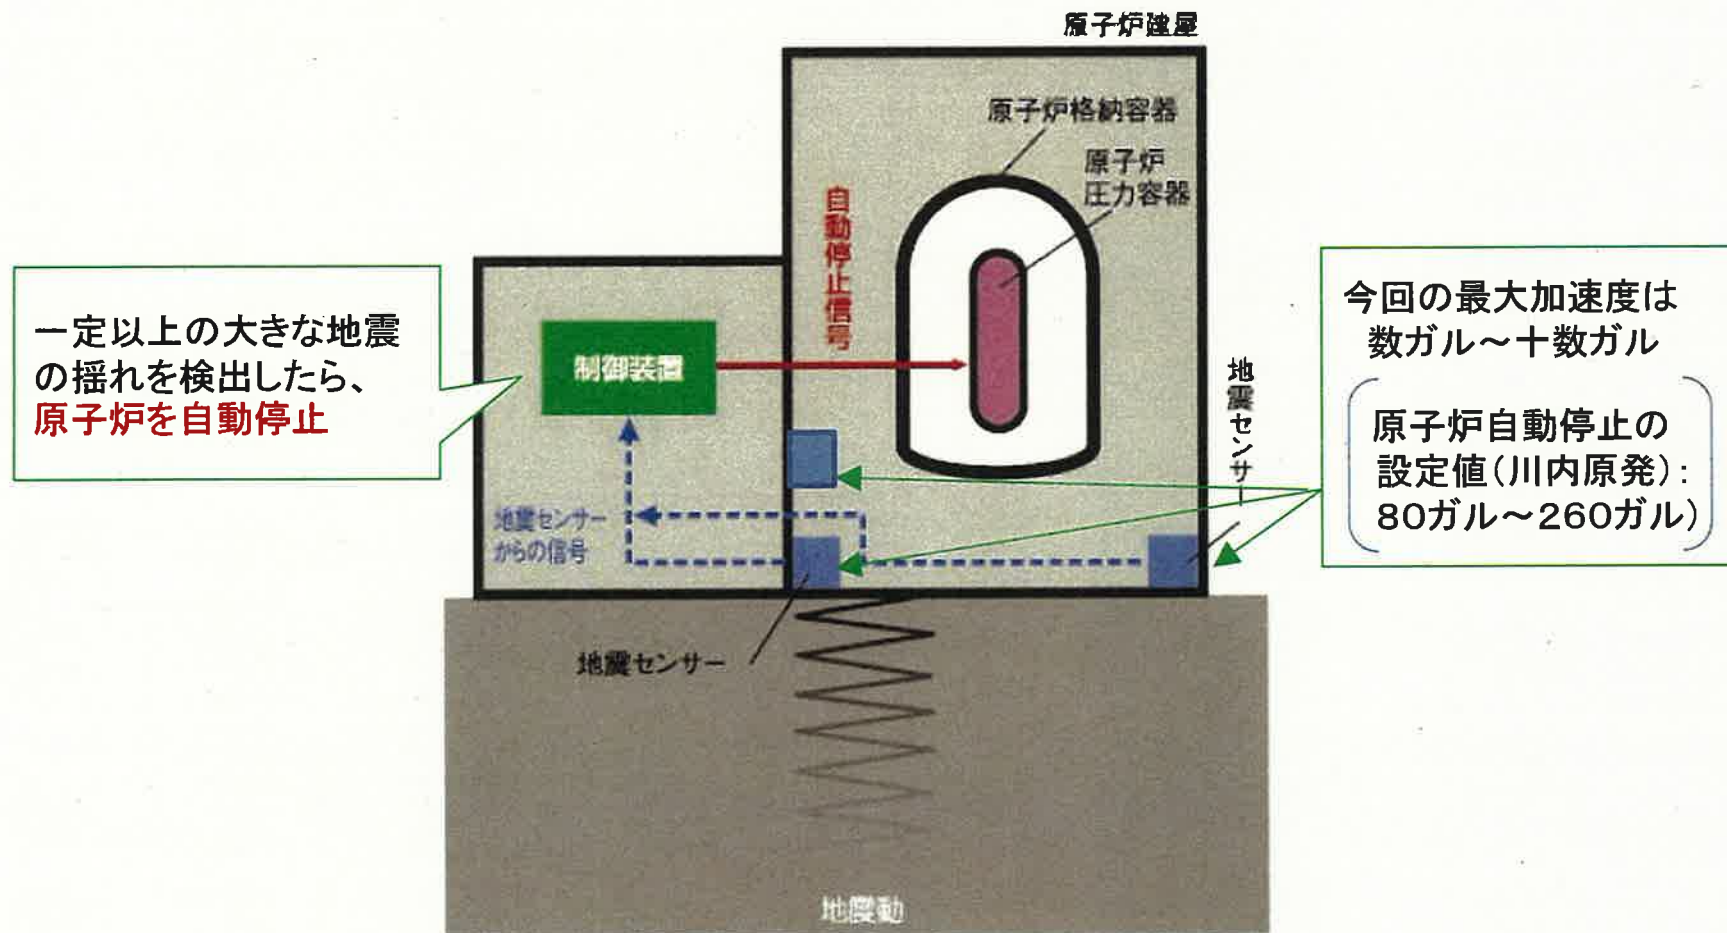 原子炉建屋
原子炉格納容器
原子炉
圧力容器
自動停止信号
一定以上の大きな地震
の揺れを検出したら、
原子炉を自動停止
制御装置
今回の最大加速度は
数ガル～十数ガル
原子炉自動停止の
設定値(川内原発):
80ガル～260ガル)
地震センサー
地震センサー
からの信号
地震センサー
地震動